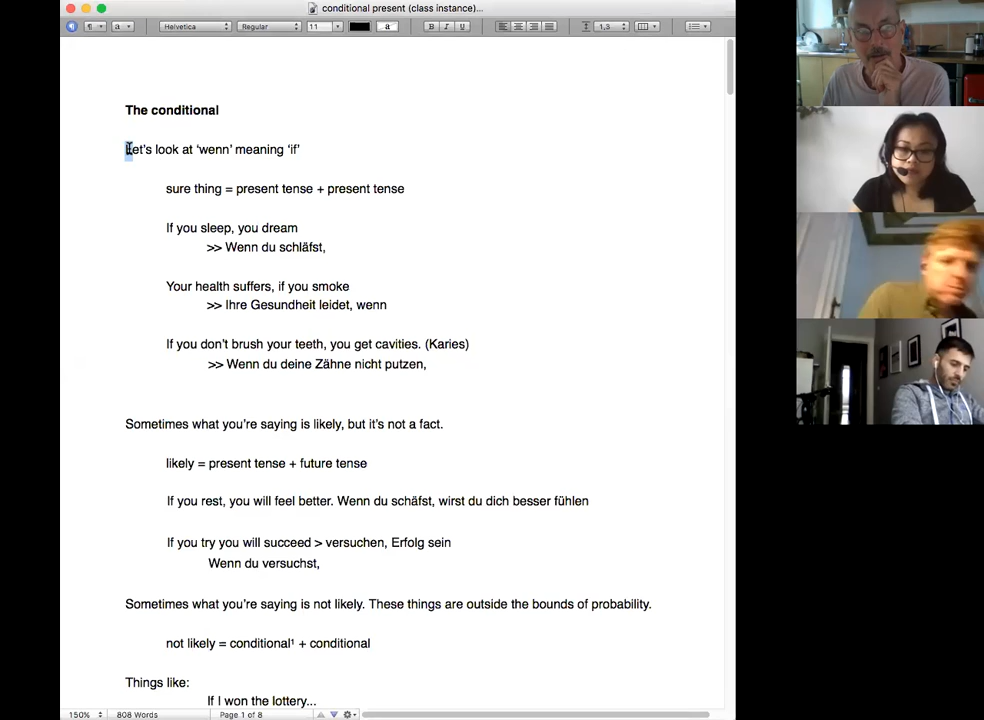 conditional present (class instance)...
¶
a
Helvetica
Regular
11
a
B I U
1,3
The conditional
Let's look at ‘wenn’ meaning ‘if’
sure thing = present tense + present tense
If you sleep, you dream
>> Wenn du schläfst,
Your health suffers, if you smoke
>> Ihre Gesundheit leidet, wenn
If you don’t brush your teeth, you get cavities. (Karies)
>> Wenn du deine Zähne nicht putzen,
Sometimes what you’re saying is likely, but it’s not a fact.
likely = present tense + future tense
If you rest, you will feel better. Wenn du schäfst, wirst du dich besser fühlen
If you try you will succeed > versuchen, Erfolg sein
Wenn du versuchst,
Sometimes what you’re saying is not likely. These things are outside the bounds of probability.
not likely = conditional¹ + conditional
Things like:
If I won the lottery...
150%
808 Words
Page 1 of 8